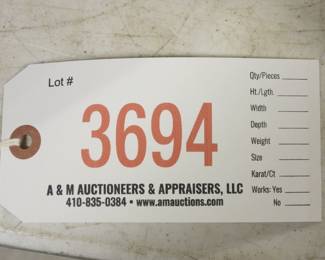 Lot #
3694
A & M AUCTIONEERS & APPRAISERS, LLC
410-835-0384 • www.amauctions.com
Qty/Pieces
Ht./Lgth.
Width
Depth
Weight
Size
Karat/Ct
Works: Yes
No